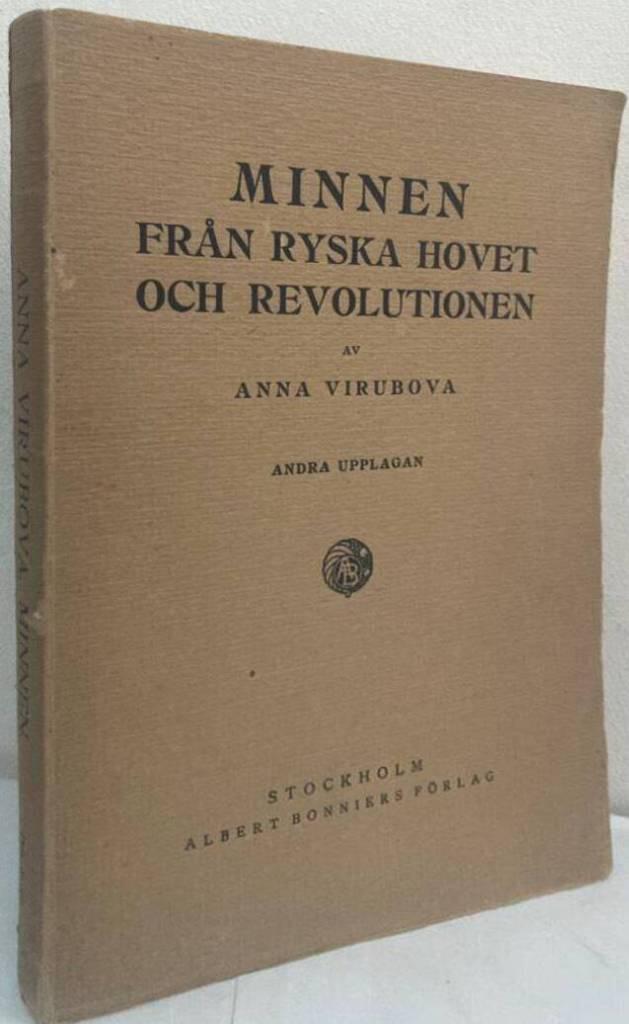 MINNEN
FRÅN RYSKA HOVET
OCH REVOLUTIONEN
AV
ANNA VIRUBOVA
ANDRA UPPLAGAN
AB
STOCKHOLM
ALBERT BONNIERS FÖRLAG
ANNA VIRUBOVA MINNEN